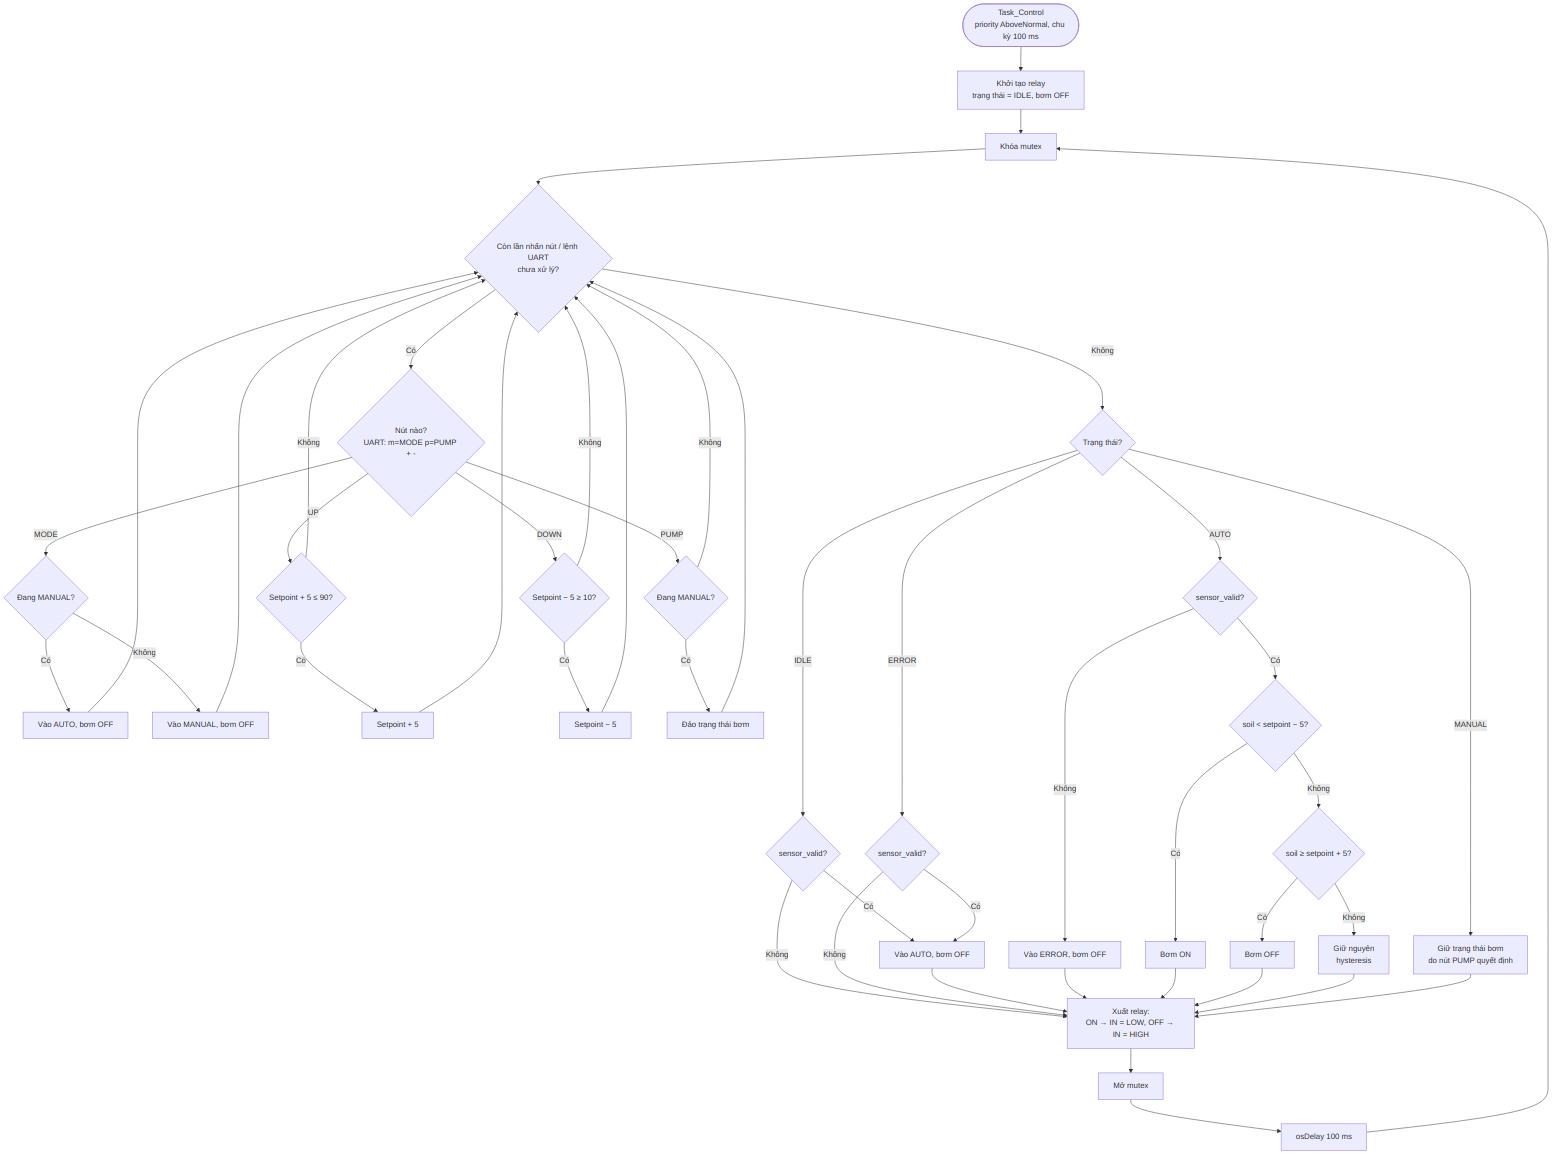 Task_Control
priority AboveNormal, chu
kỳ 100 ms
Khởi tạo relay
trạng thái = IDLE, bơm OFF
Khóa mutex
Còn lần nhấn nút / lệnh
UART
chưa xử lý?
Có
Không
Nút nào?
UART: m=MODE p=PUMP
+ -
Trạng thái?
Không
Không
Không
MODE
UP
DOWN
PUMP
AUTO
Đang MANUAL?
Setpoint + 5 ≤ 90?
Setpoint − 5 ≥ 10?
Đang MANUAL?
sensor_valid?
Có
Không
Có
Có
Có
IDLE
ERROR
Có
Vào AUTO, bơm OFF
Vào MANUAL, bơm OFF
Setpoint + 5
Setpoint − 5
Đảo trạng thái bơm
soil < setpoint − 5?
MANUAL
Không
Không
sensor_valid?
sensor_valid?
Có
soil ≥ setpoint + 5?
Có
Có
Có
Không
Không
Không
Vào AUTO, bơm OFF
Vào ERROR, bơm OFF
Bơm ON
Bơm OFF
Giữ nguyên
hysteresis
Giữ trạng thái bơm
do nút PUMP quyết định
Xuất relay:
ON → IN = LOW, OFF →
IN = HIGH
Mở mutex
osDelay 100 ms